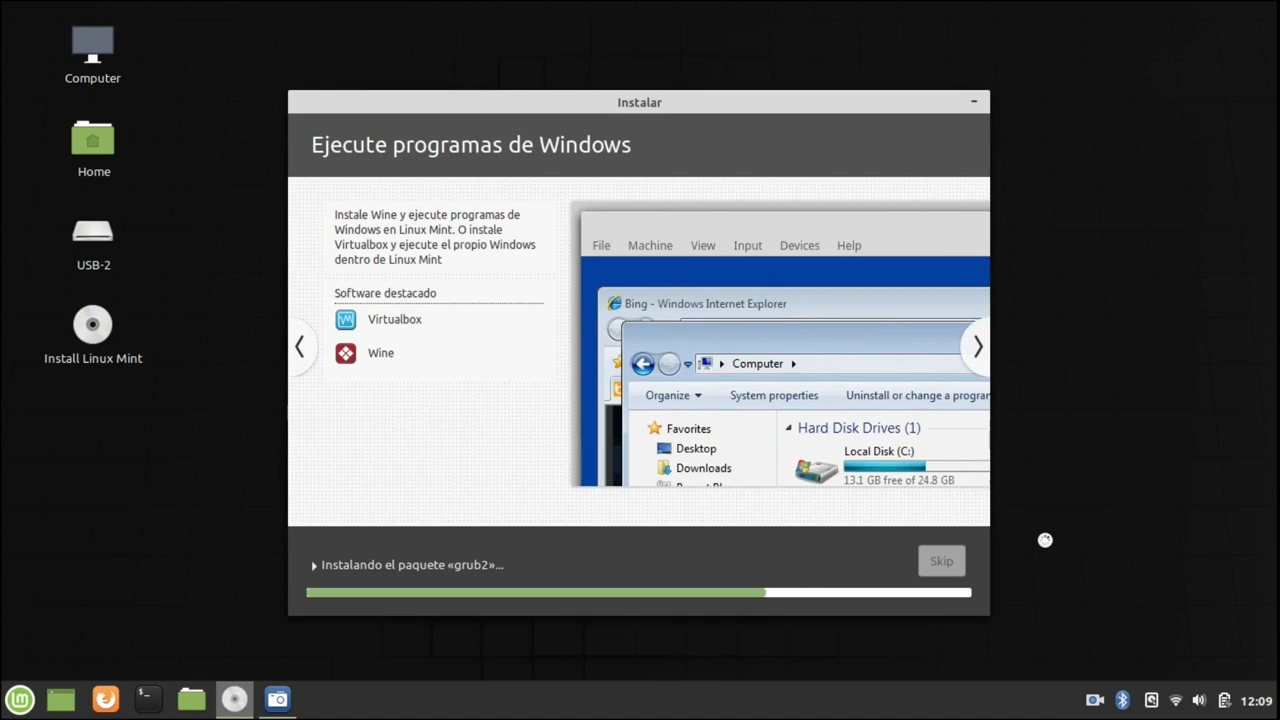 Computer
Home
USB-2
Install Linux Mint
Instalar
Ejecute programas de Windows
Instale Wine y ejecute programas de
Windows en Linux Mint. O instale
Virtualbox y ejecute el propio Windows
dentro de Linux Mint
Software destacado
Virtualbox
Wine
File Machine View Input Devices Help
Bing - Windows Internet Explorer
Computer
Organize System properties Uninstall or change a program
Favorites
Desktop
Downloads
Hard Disk Drives (1)
Local Disk (C:)
13.1 GB free of 24.8 GB
Instalando el paquete «grub2»...
Skip
12:09